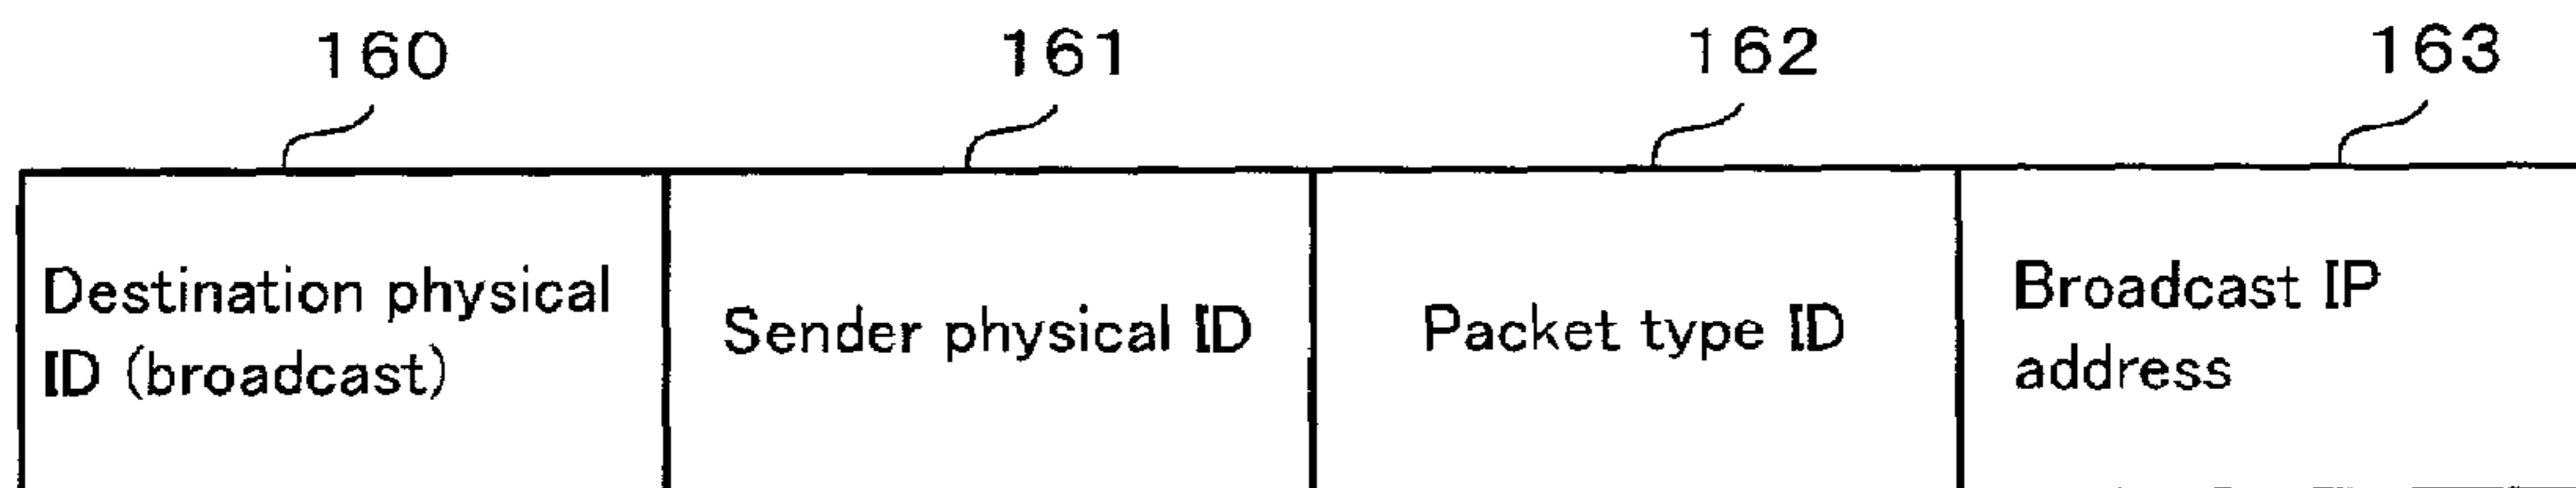 160
161
162
163
Destination physical
ID (broadcast)
Sender physical ID
Packet type ID
Broadcast IP
address